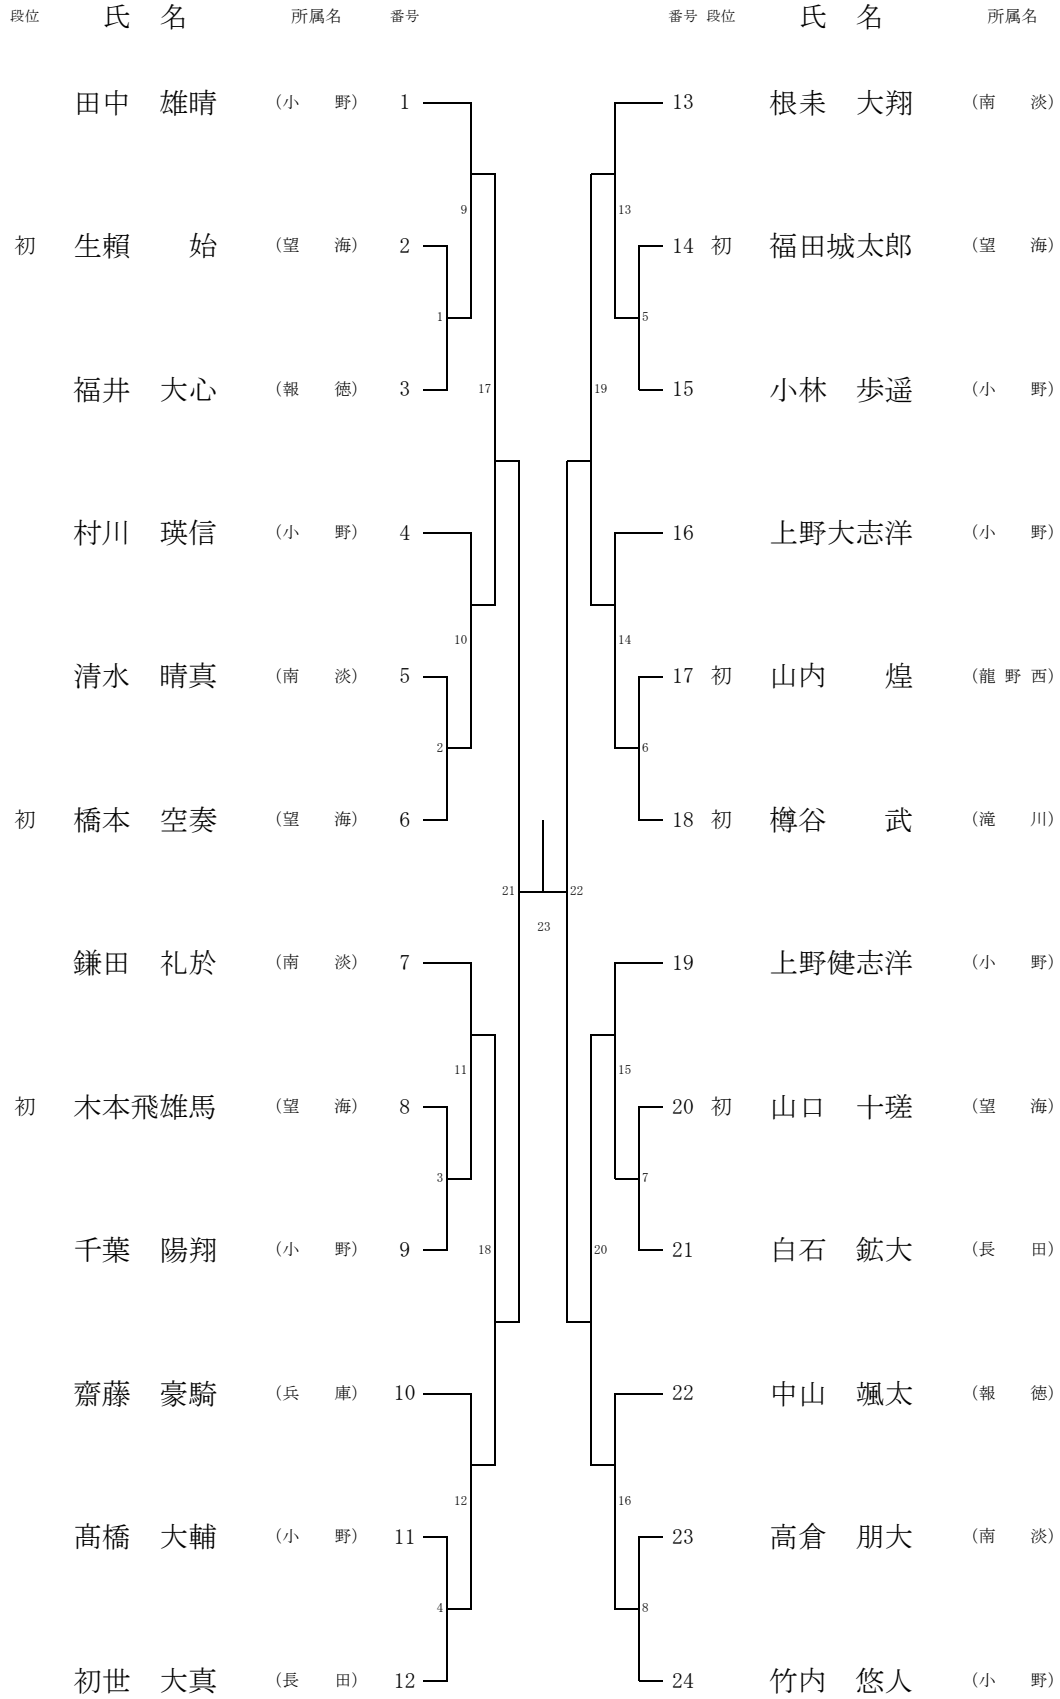 段位 氏 名 所属名 番号 番号 段位 氏 名 所属名
田中 雄晴 (小 野) 1 13 根来 大翔 (南 淡)
9 13
初 生頼 始 (望 海) 2 14 初 福田城太郎 (望 海)
1 5
福井 大心 (報 徳) 3 17 19 15 小林 歩遥 (小 野)
村川 瑛信 (小 野) 4 16 上野大志洋 (小 野)
10 14
清水 晴真 (南 淡) 5 17 初 山内 煌 (龍 野 西)
2 6
初 橋本 空奏 (望 海) 6 18 初 樽谷 武 (滝 川)
21 22
23
鎌田 礼於 (南 淡) 7 19 上野健志洋 (小 野)
11 15
初 木本飛雄馬 (望 海) 8 20 初 山口 十瑳 (望 海)
3 7
千葉 陽翔 (小 野) 9 18 20 21 白石 鉱大 (長 田)
齋藤 豪騎 (兵 庫) 10 22 中山 颯太 (報 徳)
12 16
髙橋 大輔 (小 野) 11 23 高倉 朋大 (南 淡)
4 8
初世 大真 (長 田) 12 24 竹内 悠人 (小 野)